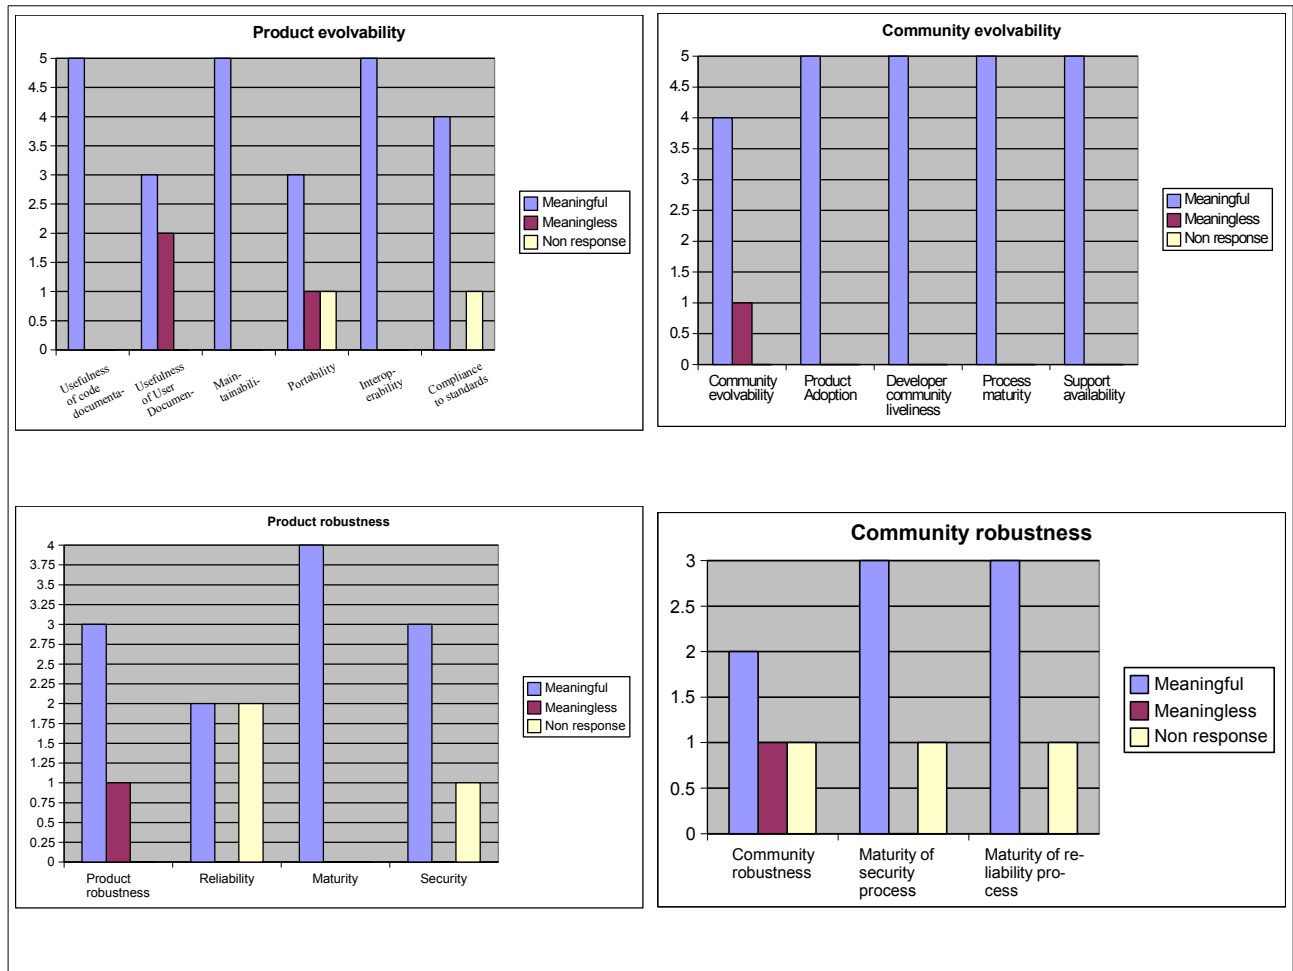 Product evolvability
5
4.5
4
3.5
3
2.5
2
1.5
1
0.5
0
Usefulness
of code
documenta-
Usefulness
of User
Documen-
Main-
tainabili-
Portability
Interop-
erability
Compliance
to standards
Meaningful
Meaningless
Non response
Community evolvability
5
4.5
4
3.5
3
2.5
2
1.5
1
0.5
0
Community
evolvability
Product
Adoption
Developer
community
liveliness
Process
maturity
Support
availability
Meaningful
Meaningless
Non response
Product robustness
4
3.75
3.5
3.25
3
2.75
2.5
2.25
2
1.75
1.5
1.25
1
0.75
0.5
0.25
0
Product
robustness
Reliability
Maturity
Security
Meaningful
Meaningless
Non response
Community robustness
3
2.5
2
1.5
1
0.5
0
Community
robustness
Maturity of
security
process
Maturity of re-
liability pro-
cess
Meaningful
Meaningless
Non response